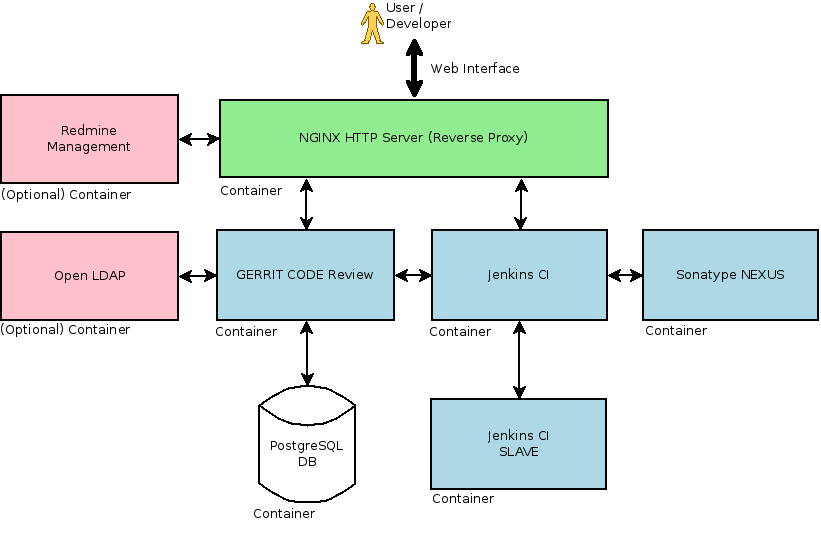 User /
Developer
Web Interface
Redmine
Management
(Optional) Container
NGINX HTTP Server (Reverse Proxy)
Container
Open LDAP
(Optional) Container
GERRIT CODE Review
Container
Jenkins CI
Container
Sonatype NEXUS
Container
PostgreSQL
DB
Container
Jenkins CI
SLAVE
Container